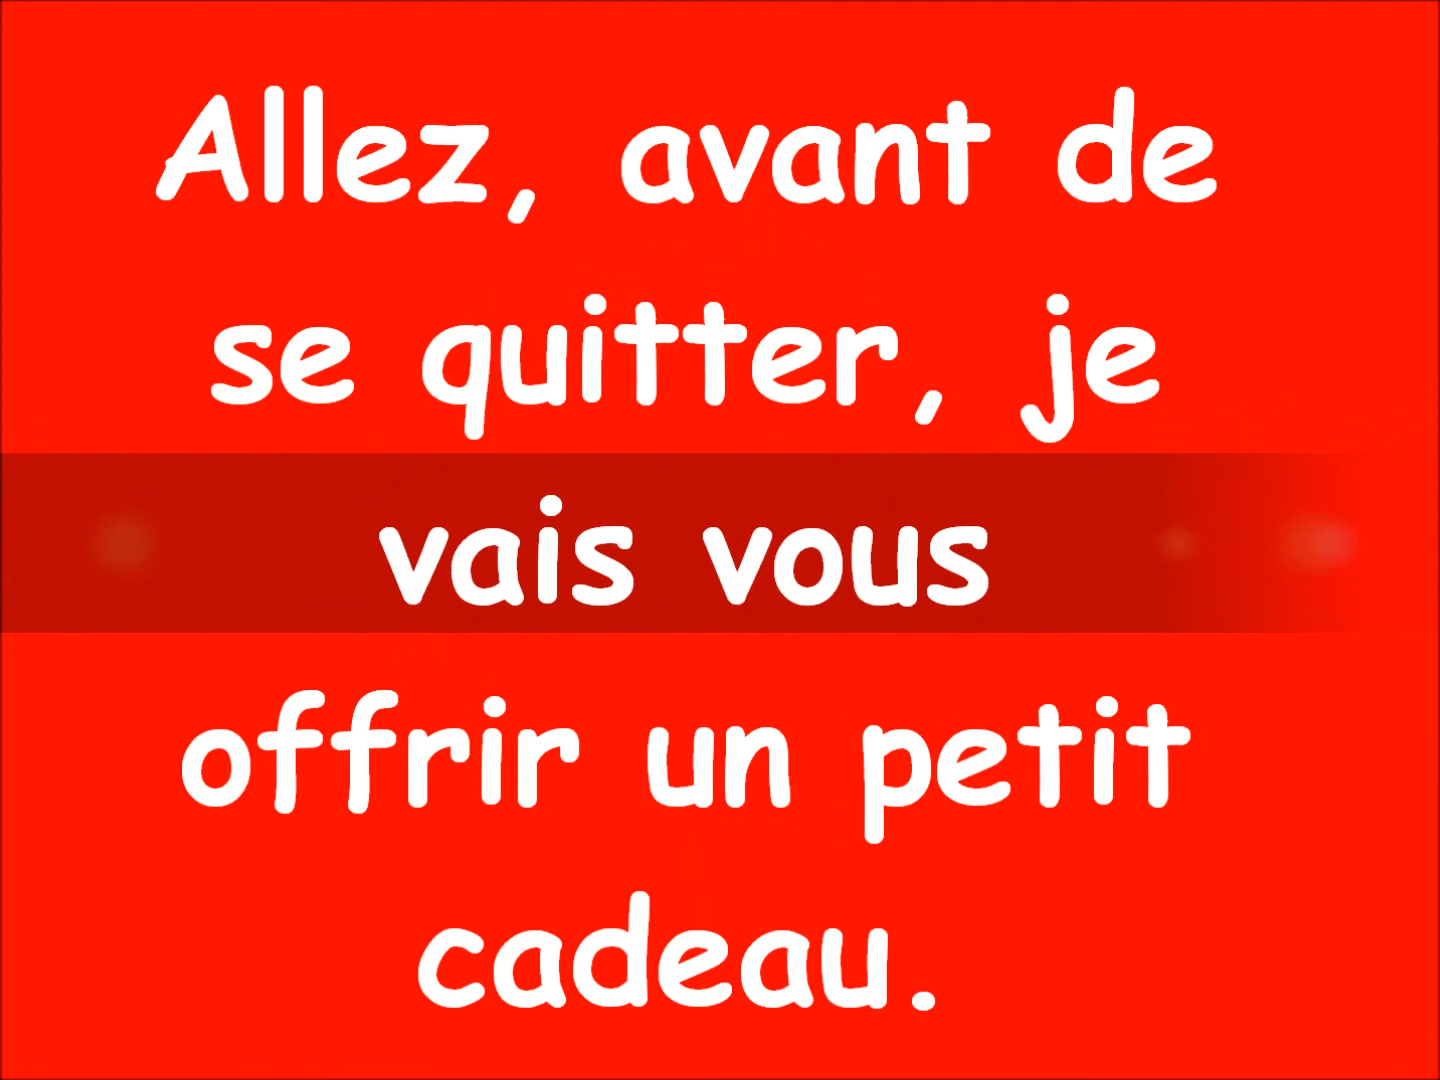 Allez, avant de
se quitter, je
vais vous
offrir un petit
cadeau.